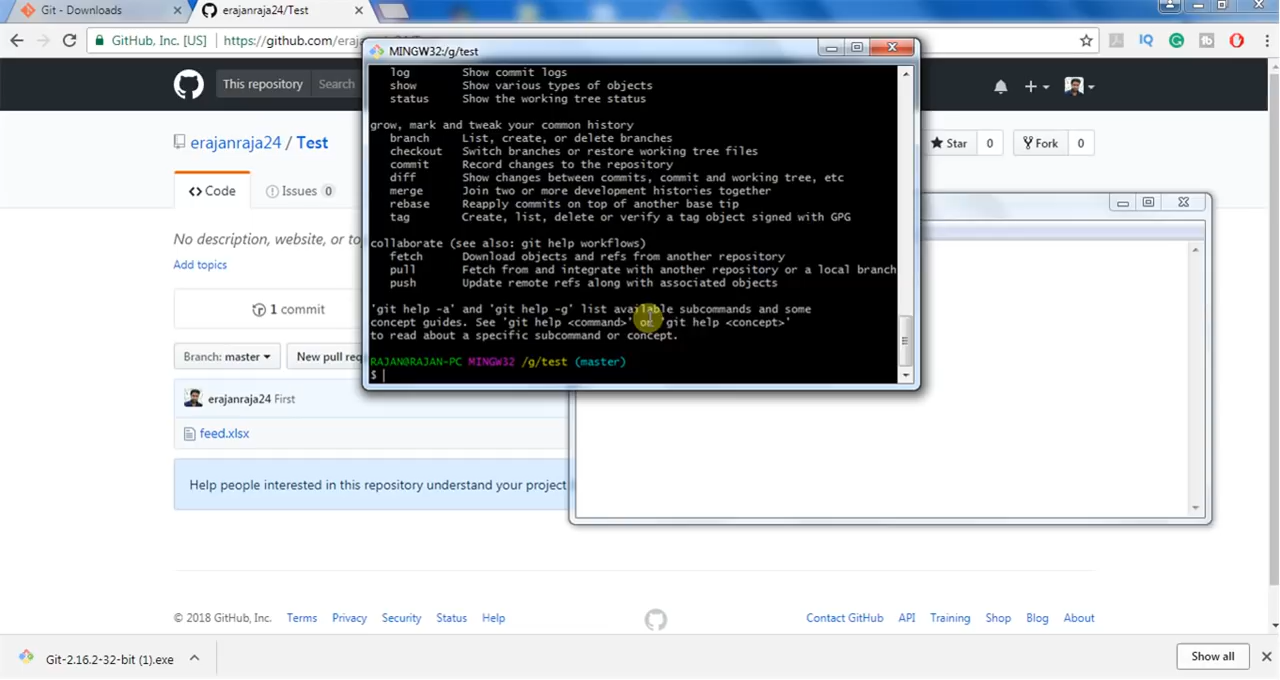 Git - Downloads
erajanraja24/Test
GitHub, Inc. [US]
https://github.com/eraj
IQ
MINGW32:/g/test
log Show commit logs
show Show various types of objects
status Show the working tree status
grow, mark and tweak your common history
branch List, create, or delete branches
checkout Switch branches or restore working tree files
commit Record changes to the repository
diff Show changes between commits, commit and working tree, etc
merge Join two or more development histories together
rebase Reapply commits on top of another base tip
tag Create, list, delete or verify a tag object signed with GPG
collaborate (see also: git help workflows)
fetch Download objects and refs from another repository
pull Fetch from and integrate with another repository or a local branch
push Update remote refs along with associated objects
'git help -a' and 'git help -g' list available subcommands and some
concept guides. See 'git help <command>' or 'git help <concept>'
to read about a specific subcommand or concept.
RAJAN@RAJAN-PC MINGW32 /g/test (master)
$
This repository
Search
erajanraja24 / Test
Star 0
Fork 0
Code
Issues 0
No description, website, or to
Add topics
1 commit
Branch: master
New pull req
erajanraja24 First
feed.xlsx
Help people interested in this repository understand your project
© 2018 GitHub, Inc. Terms Privacy Security Status Help
Contact GitHub API Training Shop Blog About
Git-2.16.2-32-bit (1).exe
Show all